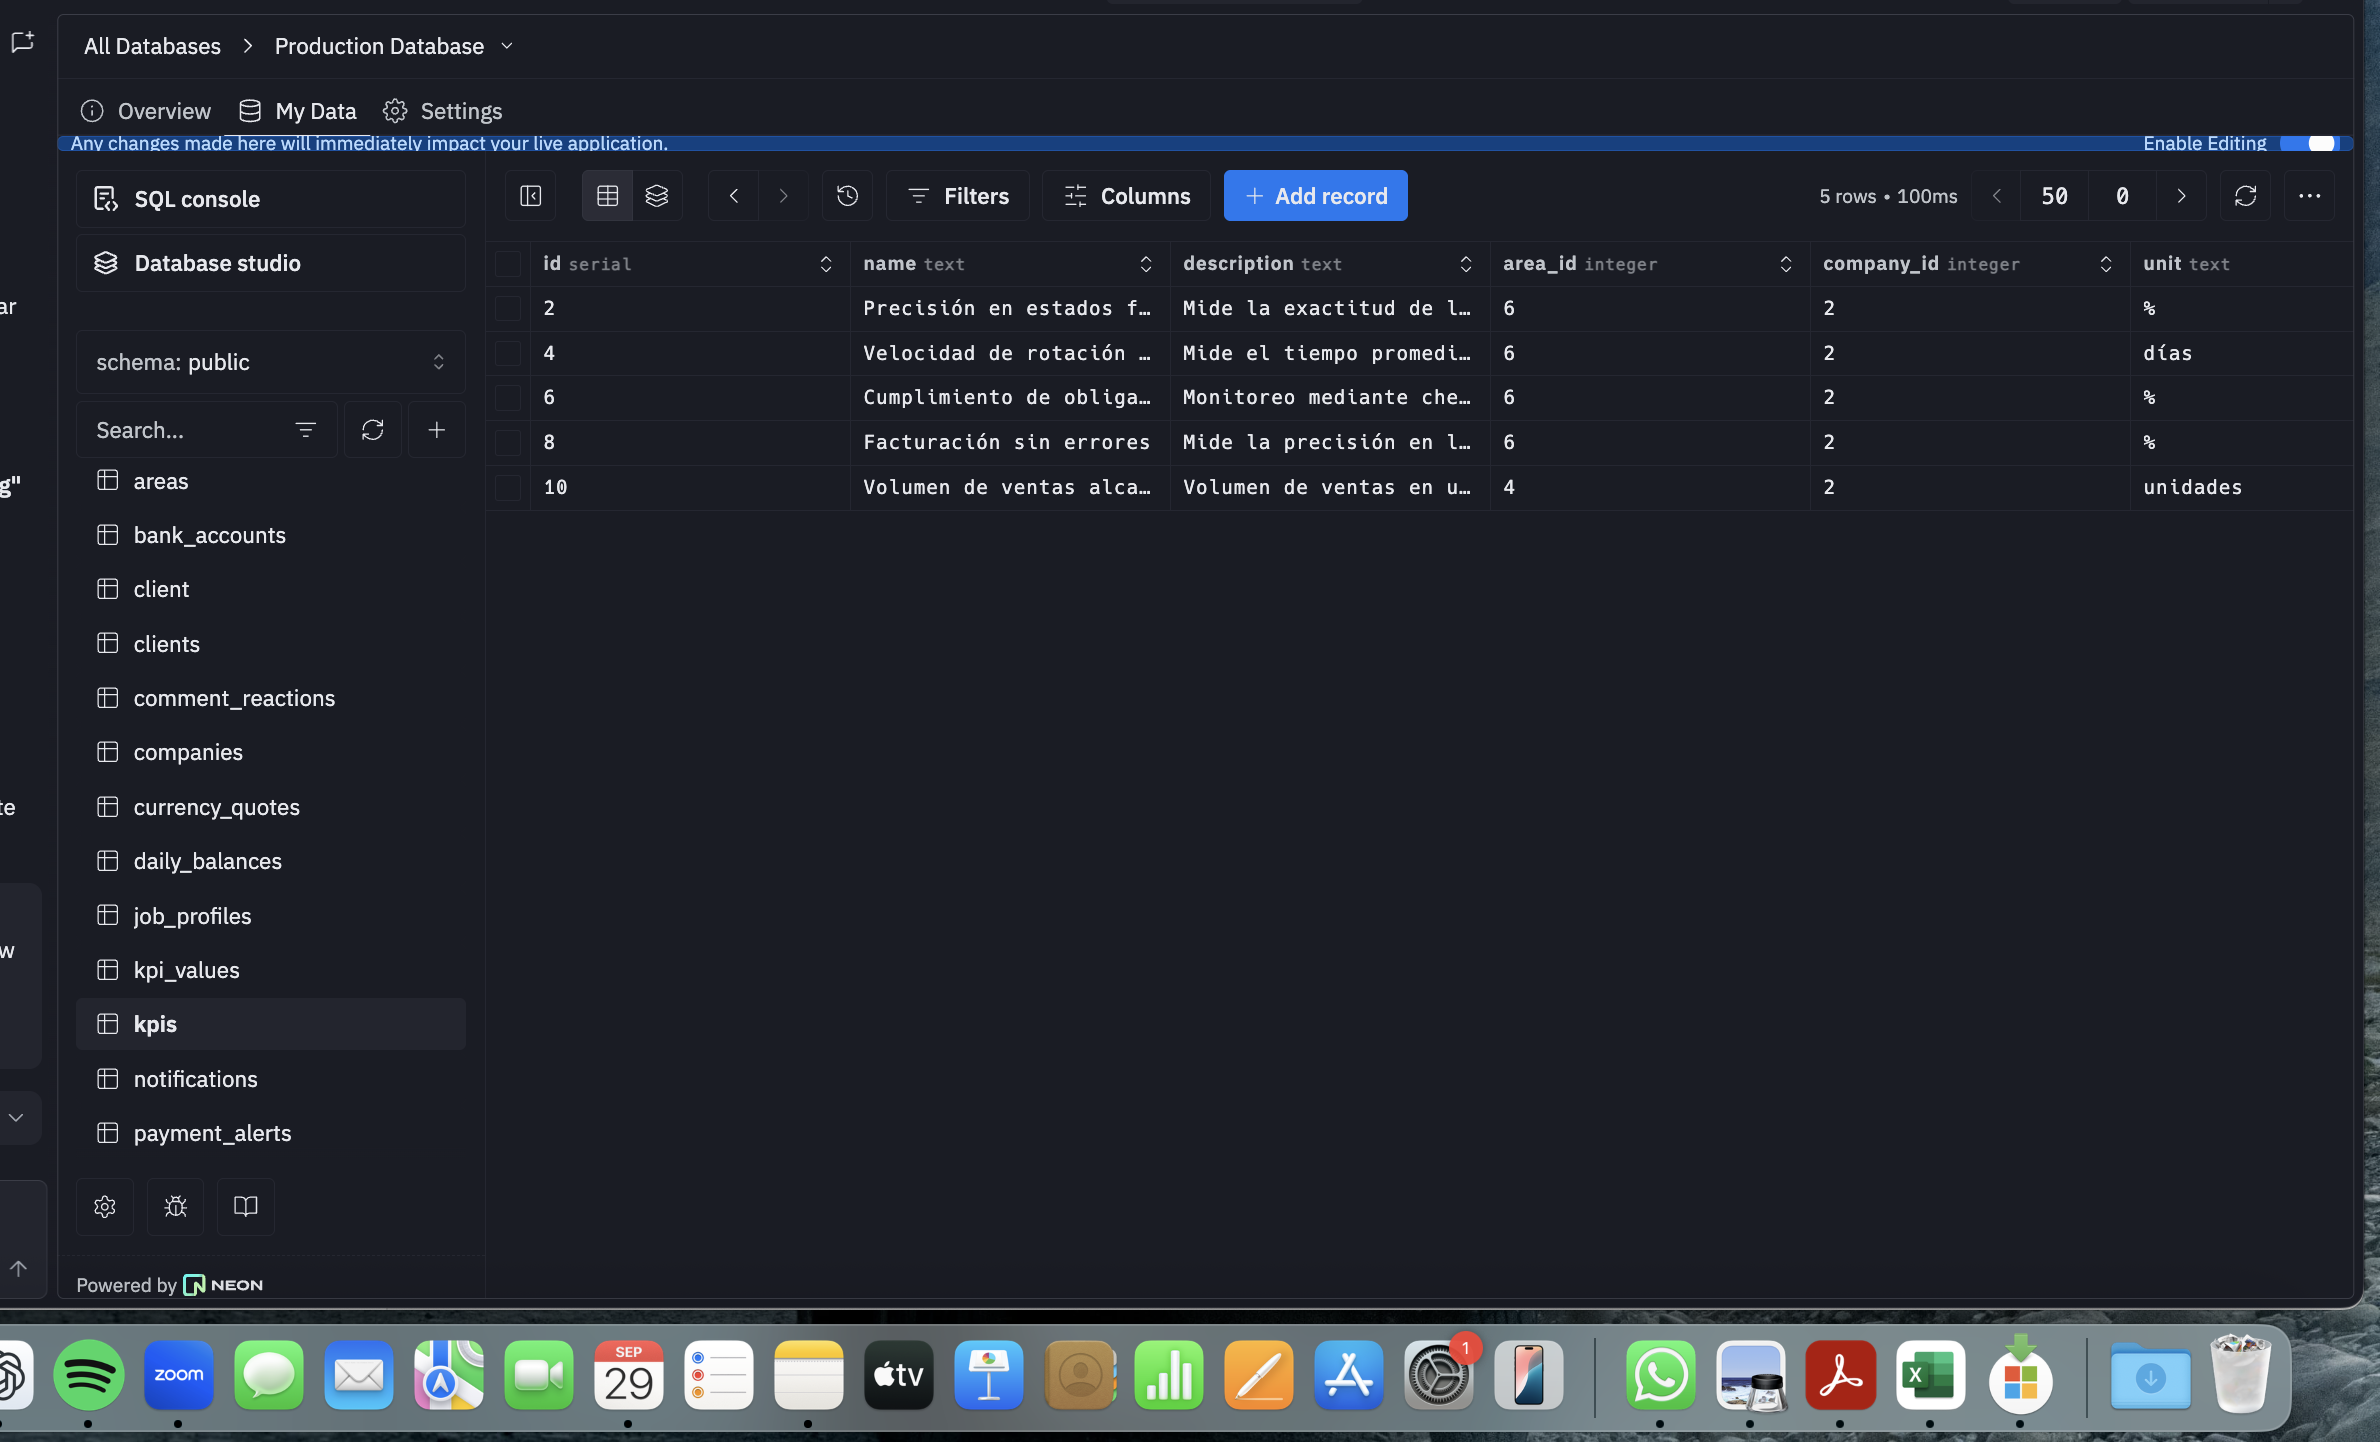 All Databases > Production Database
Overview My Data Settings
Any changes made here will immediately impact your live application. Enable Editing
SQL console
Filters Columns + Add record 5 rows • 100ms 50 0
Database studio
id serial name text description text area_id integer company_id integer unit text
2 Precisión en estados f… Mide la exactitud de l… 6 2 %
4 Velocidad de rotación … Mide el tiempo promedi… 6 2 días
6 Cumplimiento de obliga… Monitoreo mediante che… 6 2 %
8 Facturación sin errores Mide la precisión en l… 6 2 %
10 Volumen de ventas alca… Volumen de ventas en u… 4 2 unidades
ar
schema: public
Search...
g"
areas
bank_accounts
client
clients
comment_reactions
companies
te
currency_quotes
daily_balances
job_profiles
w
kpi_values
kpis
notifications
payment_alerts
Powered by NEON
zoom
SEP
29
tv
1
X